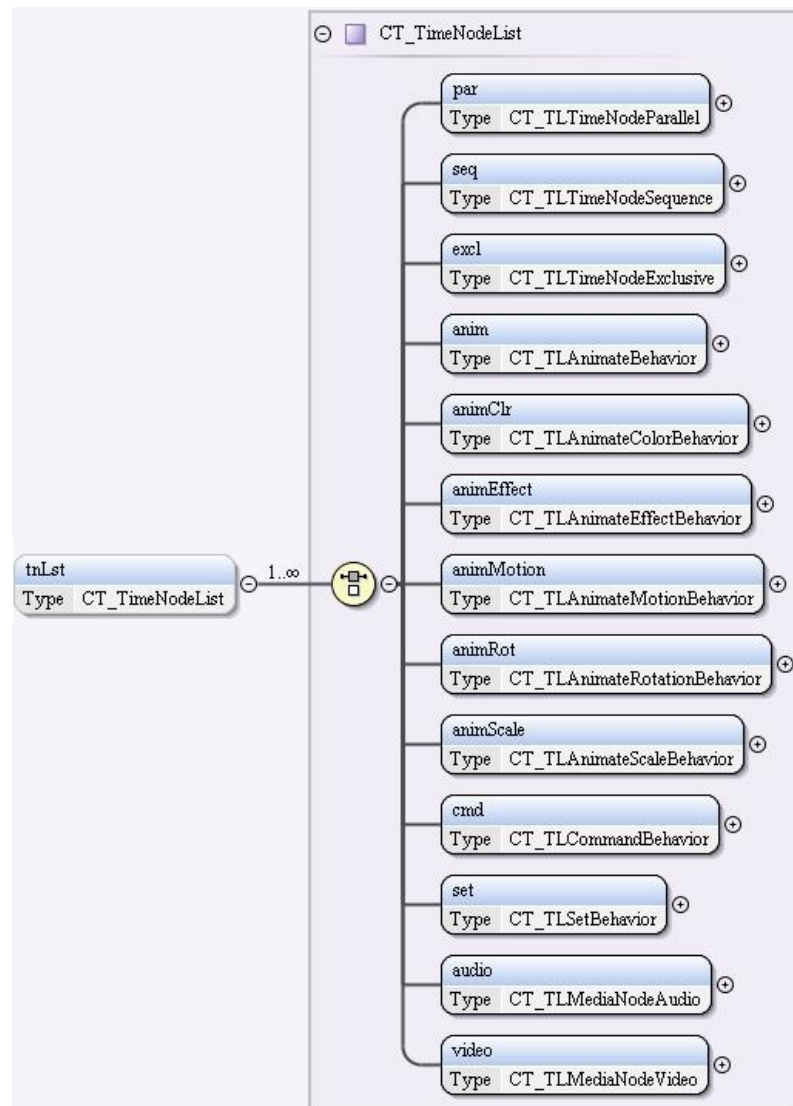 CT_TimeNodeList
par
Type CT_TLTimeNodeParallel
seq
Type CT_TLTimeNodeSequence
excl
Type CT_TLTimeNodeExclusive
anim
Type CT_TLAnimateBehavior
animClr
Type CT_TLAnimateColorBehavior
animEffect
Type CT_TLAnimateEffectBehavior
tnLst
Type CT_TimeNodeList
1..∞
animMotion
Type CT_TLAnimateMotionBehavior
animRot
Type CT_TLAnimateRotationBehavior
animScale
Type CT_TLAnimateScaleBehavior
cmd
Type CT_TLCommandBehavior
set
Type CT_TLSetBehavior
audio
Type CT_TLMediaNodeAudio
video
Type CT_TLMediaNodeVideo